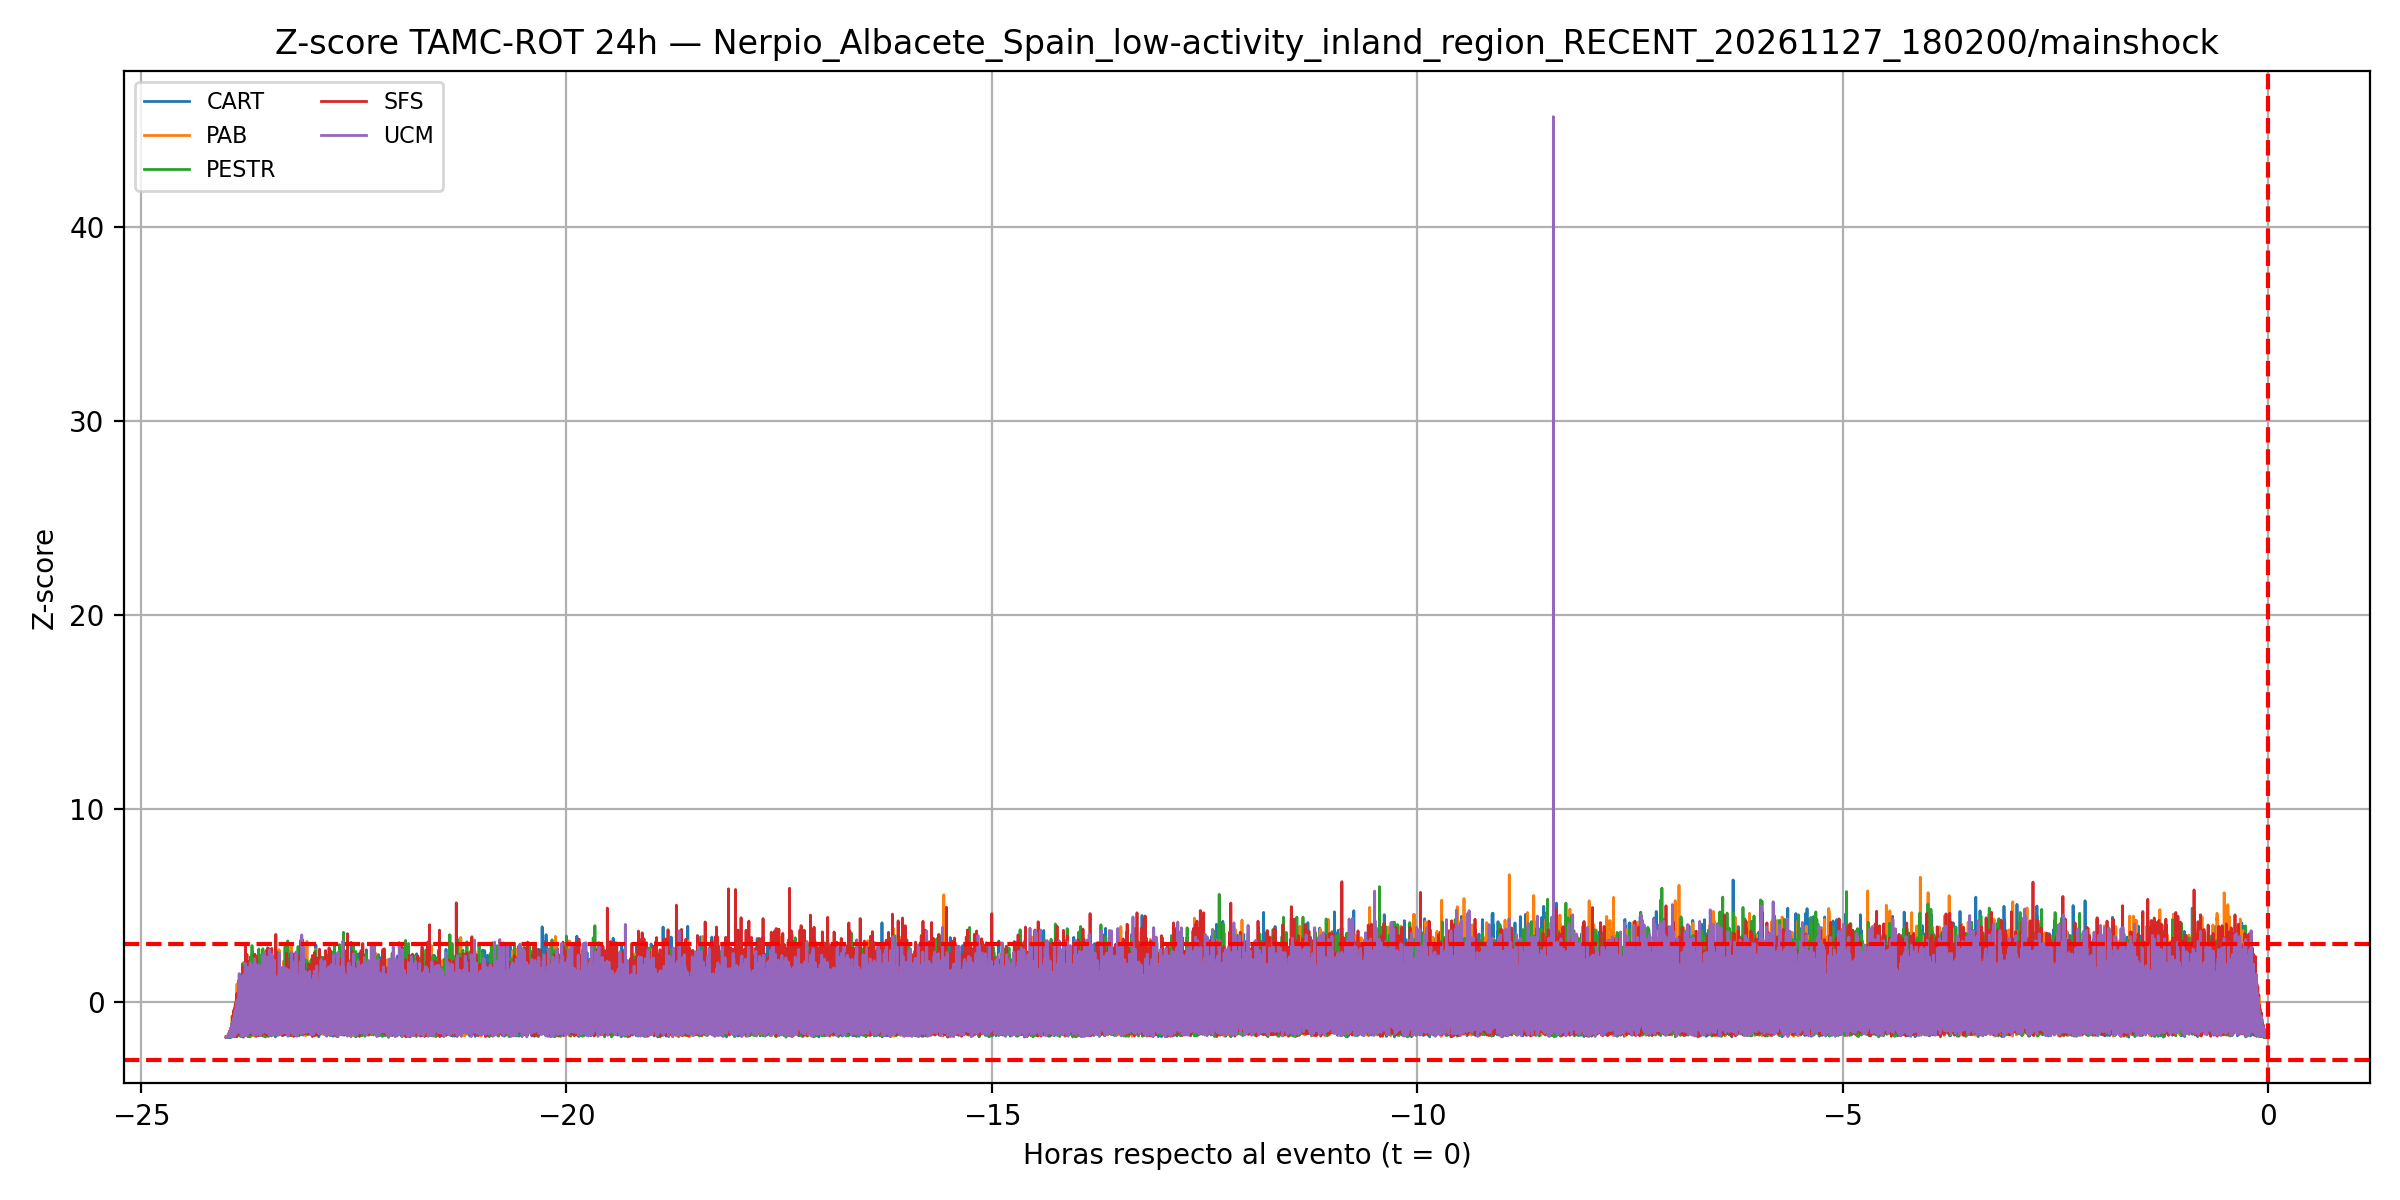 Z-score TAMC-ROT 24h — Nerpio_Albacete_Spain_low-activity_inland_region_RECENT_20261127_180200/mainshock
CART
PAB
PESTR
SFS
UCM
Z-score
40
30
20
10
0
−25
−20
−15
−10
−5
0
Horas respecto al evento (t = 0)